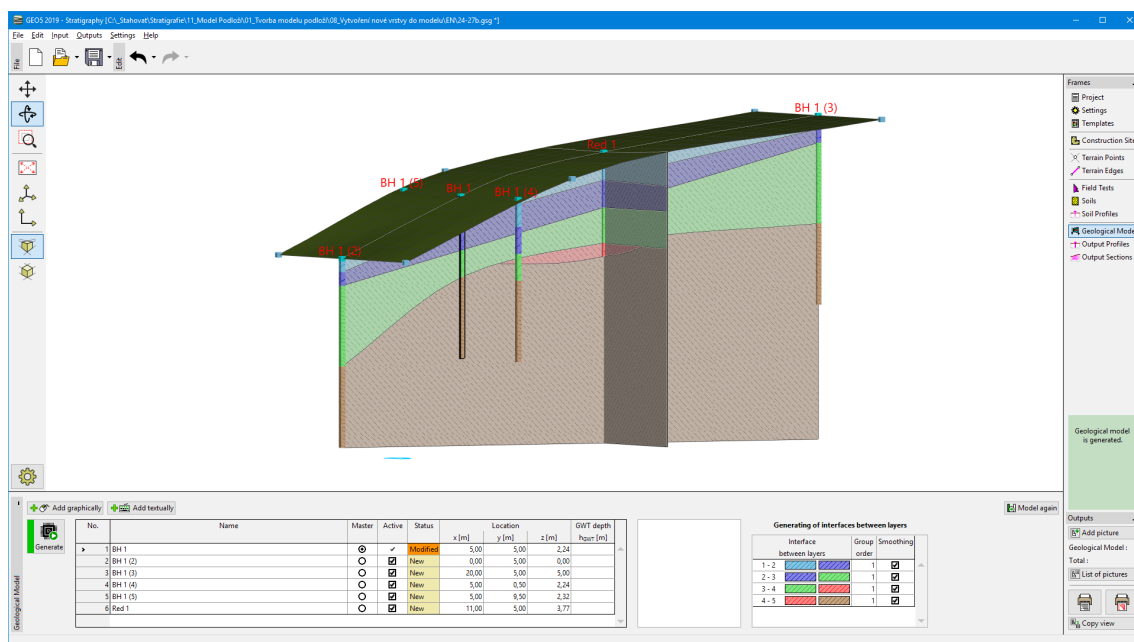 GEO5 2019 - Stratigraphy [C:\_Stahovat\Stratigrafie\11_Model Podloží\01_Tvorba modelu podloží\08_Vytvoření nové vrstvy do modelu\EN\24-27b.gsg *]
File Edit Input Outputs Settings Help
File
Edit
BH 1 (3)
Red 1
BH 1 (5)
BH 1
BH 1 (4)
BH 1 (2)
Frames
Project
Settings
Templates
Construction Site
Terrain Points
Terrain Edges
Field Tests
Soils
Soil Profiles
Geological Mode
Output Profiles
Output Sections
Geological model
is generated.
Outputs
Add picture
Geological Model :
Total :
List of pictures
Copy view
Geological Model
Add graphically
Add textually
Model again
Generate
No. Name Master Active Status Location GWT depth
x [m] y [m] z [m] hGWT [m]
> 1 BH 1 Modified 5,00 5,00 2,24
2 BH 1 (2) New 0,00 5,00 0,00
3 BH 1 (3) New 20,00 5,00 5,00
4 BH 1 (4) New 5,00 0,50 2,24
5 BH 1 (5) New 5,00 9,50 2,32
6 Red 1 New 11,00 5,00 3,77
Generating of interfaces between layers
Interface Group Smoothing
between layers order
1 - 2 1
2 - 3 1
3 - 4 1
4 - 5 1